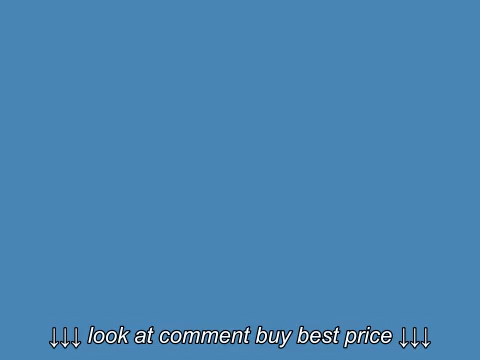 ↓↓↓ look at comment buy best price ↓↓↓